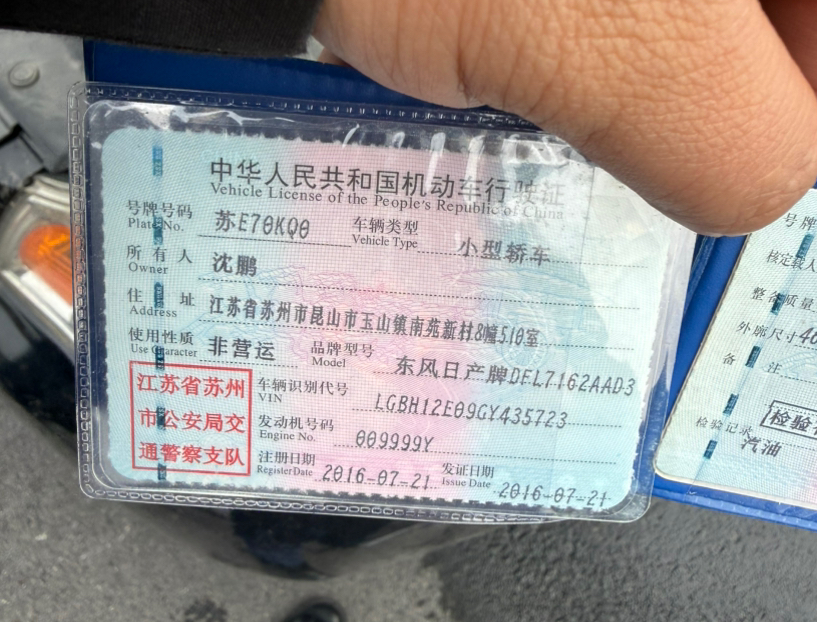 中华人民共和国机动车行驶证
Vehicle License of the People's Republic of China
号牌号码 苏E70KQ0 车辆类型 小型轿车
Plate No. Vehicle Type
所有人 沈鹏
Owner
住址 江苏省苏州市昆山市玉山镇南苑新村8幢510室
Address
使用性质 非营运 品牌型号 东风日产牌DFL7162AAD3
Use Character Model
江苏省苏州
市公安局交
通警察支队
车辆识别代号 LGBH12E09GY435723
VIN
发动机号码 009999Y
Engine No.
注册日期 2016-07-21 发证日期 2016-07-21
Register Date Issue Date
号牌
核定载人
整备质量
外廓尺寸 46
备注
检验记录
汽油